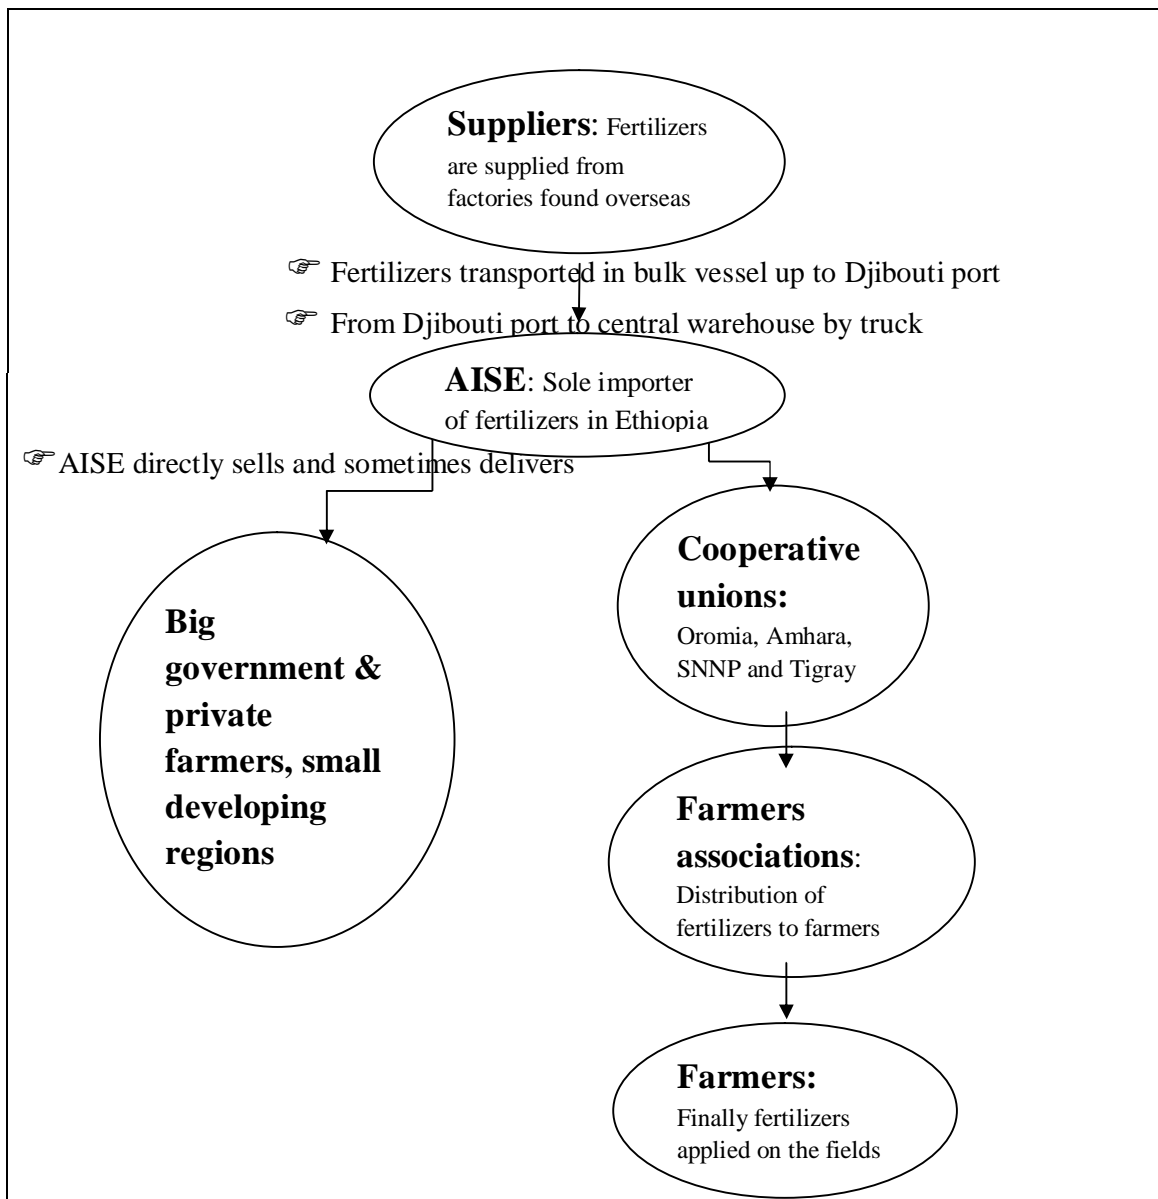 Suppliers: Fertilizers
are supplied from
factories found overseas
☞ Fertilizers transported in bulk vessel up to Djibouti port
☞ From Djibouti port to central warehouse by truck
AISE: Sole importer
of fertilizers in Ethiopia
☞ AISE directly sells and sometimes delivers
Big
government &
private
farmers, small
developing
regions
Cooperative
unions:
Oromia, Amhara,
SNNP and Tigray
Farmers
associations:
Distribution of
fertilizers to farmers
Farmers:
Finally fertilizers
applied on the fields